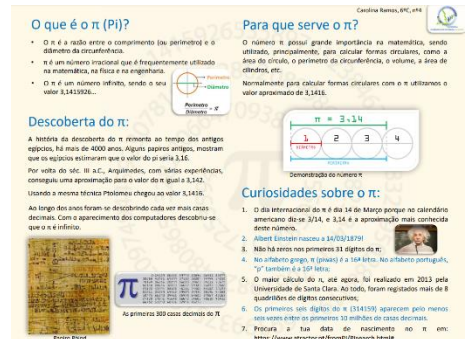 Carolina Ramos, 6ºC, nº4
O que é o π (Pi)?
• O π é a razão entre o comprimento (ou perímetro) e o
diâmetro da circunferência.
• π é um número irracional que é frequentemente utilizado
na matemática, na física e na engenharia.
• O π é um número infinito, sendo o seu
valor 3,1415926...
Perímetro
Diâmetro
Perímetro
Diâmetro = π
Descoberta do π:
A história da descoberta do π remonta ao tempo dos antigos
egípcios, há mais de 4000 anos. Alguns papiros antigos, mostram
que os egípcios estimaram que o valor do pi seria 3,16.
Por volta do séc. III a.C., Arquimedes, com várias experiências,
conseguiu uma aproximação para o valor do π igual a 3,142.
Usando a mesma técnica Ptolomeu chegou ao valor 3,1416.
Ao longo dos anos foram-se descobrindo cada vez mais casas
decimais. Com o aparecimento dos computadores descobriu-se
que o π é infinito.
π
As primeiras 300 casas decimais do π
Papiro Rhind
Para que serve o π?
O número π possui grande importância na matemática, sendo
utilizado, principalmente, para calcular formas circulares, como a
área do círculo, o perímetro da circunferência, o volume, a área de
cilindros, etc.
Normalmente para calcular formas circulares com o π utilizamos o
valor aproximado de 3,1416.
π = 3.14
1 2 3 4
Demonstração do número π
Curiosidades sobre o π:
1. O dia internacional do π é dia 14 de Março porque no calendário
americano diz-se 3/14, e 3,14 é a aproximação mais conhecida
deste número.
2. Albert Einstein nasceu a 14/03/1879!
3. Não há zeros nos primeiros 31 dígitos do π;
4. No alfabeto grego, π (piwas) é a 16ª letra. No alfabeto português,
"p" também é a 16ª letra;
5. O maior cálculo do π, até agora, foi realizado em 2013 pela
Universidade de Santa Clara. Ao todo, foram registados mais de 8
quadriliões de dígitos consecutivos;
6. Os primeiros seis dígitos do π (314159) aparecem pelo menos
seis vezes entre os primeiros 10 milhões de casas decimais.
7. Procura a tua data de nascimento no π em: